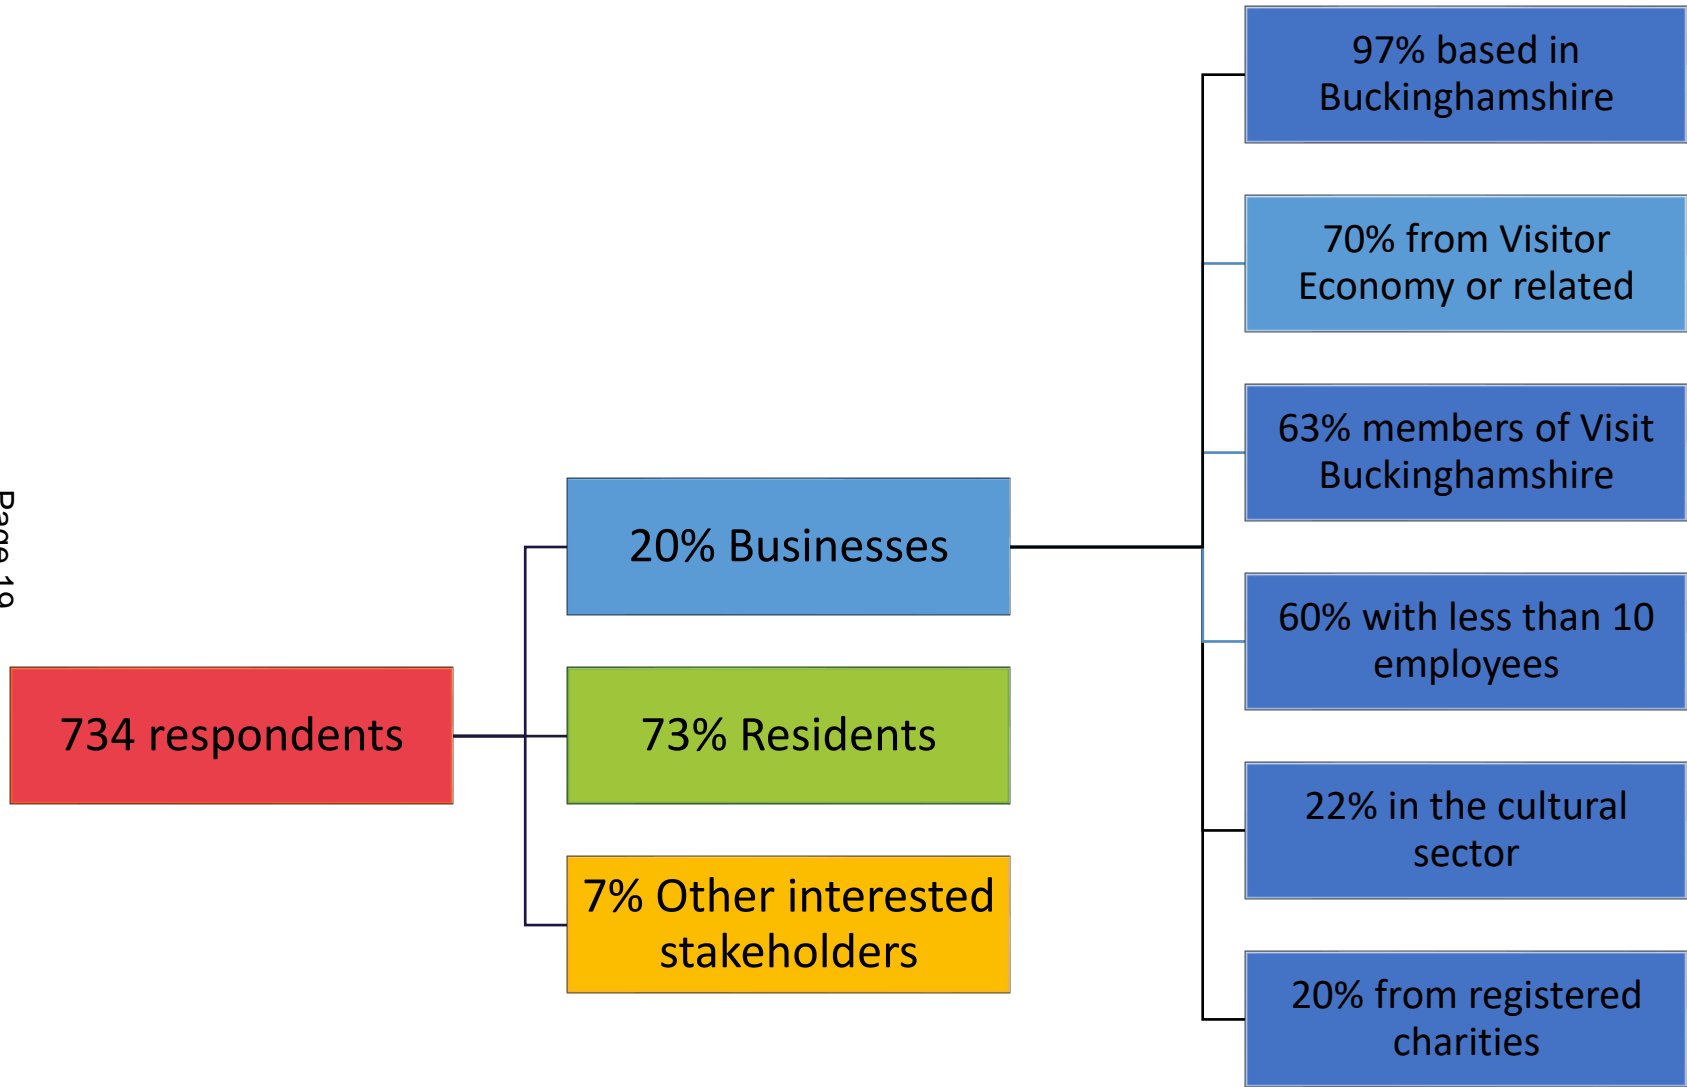 Page 19
734 respondents
20% Businesses
73% Residents
7% Other interested
stakeholders
97% based in
Buckinghamshire
70% from Visitor
Economy or related
63% members of Visit
Buckinghamshire
60% with less than 10
employees
22% in the cultural
sector
20% from registered
charities